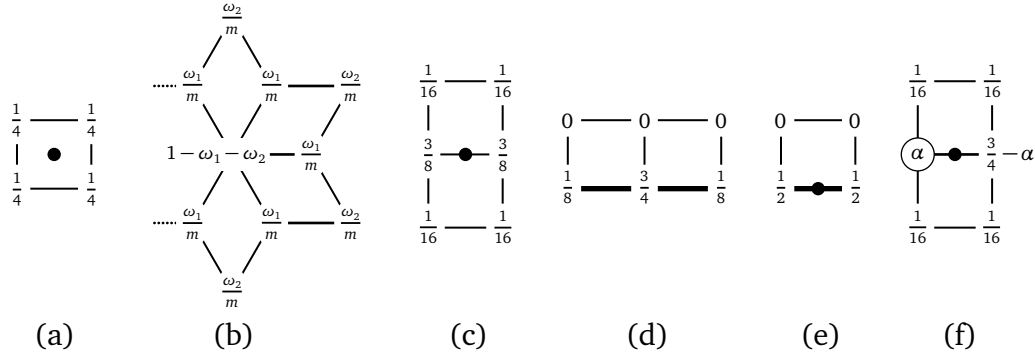 1/4 1/4
1/4 1/4
(a)
ω₂/m
ω₁/m ω₁/m ω₂/m
1 − ω₁ − ω₂ ω₁/m
ω₁/m ω₁/m ω₂/m
ω₂/m
(b)
1/16 1/16
3/8 3/8
1/16 1/16
(c)
0 0 0
1/8 3/4 1/8
(d)
0 0
1/2 1/2
(e)
1/16 1/16
α 3/4 − α
1/16 1/16
(f)